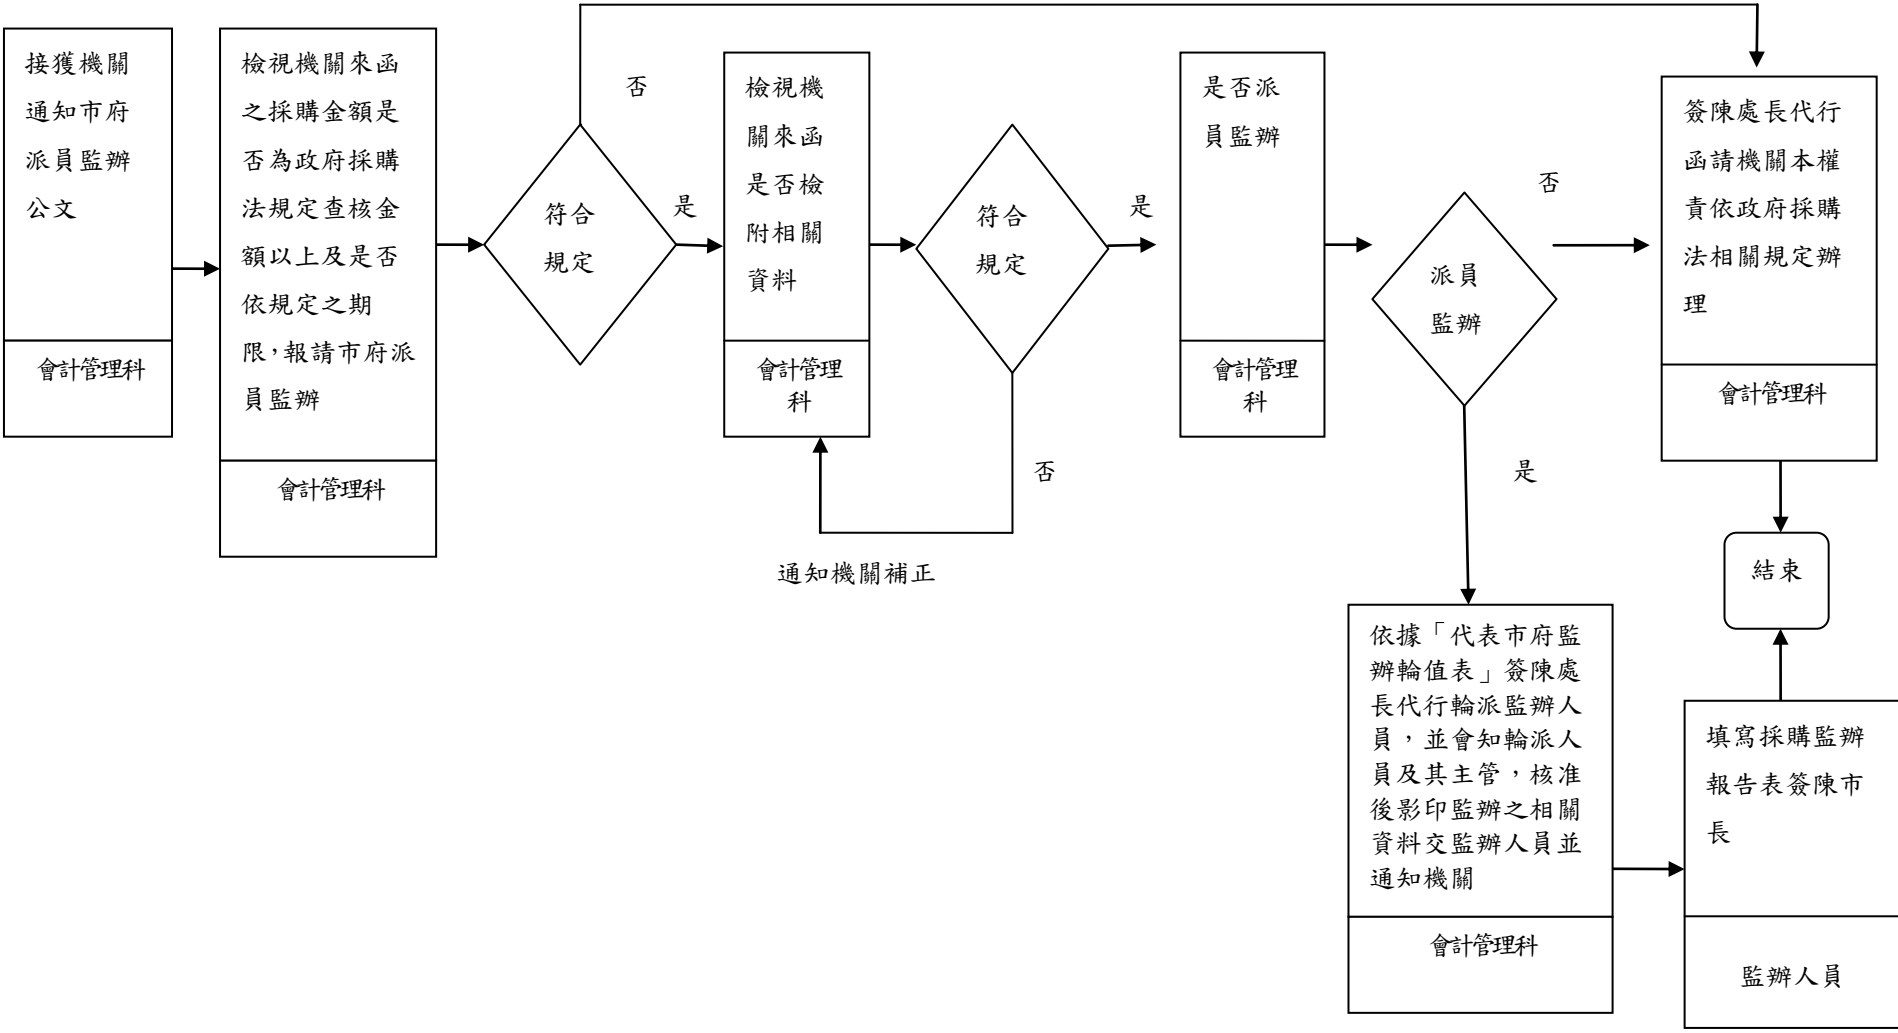 接獲機關
通知市府
派員監辦
公文
會計管理科
檢視機關來函
之採購金額是
否為政府採購
法規定查核金
額以上及是否
依規定之期
限，報請市府派
員監辦
會計管理科
符合
規定
否
是
檢視機
關來函
是否檢
附相關
資料
會計管理
科
符合
規定
是
否
通知機關補正
是否派
員監辦
會計管理
科
派員
監辦
否
是
簽陳處長代行
函請機關本權
責依政府採購
法相關規定辦
理
會計管理科
結束
依據「代表市府監
辦輪值表」簽陳處
長代行輪派監辦人
員，並會知輪派人
員及其主管，核准
後影印監辦之相關
資料交監辦人員並
通知機關
會計管理科
填寫採購監辦
報告表簽陳市
長
監辦人員